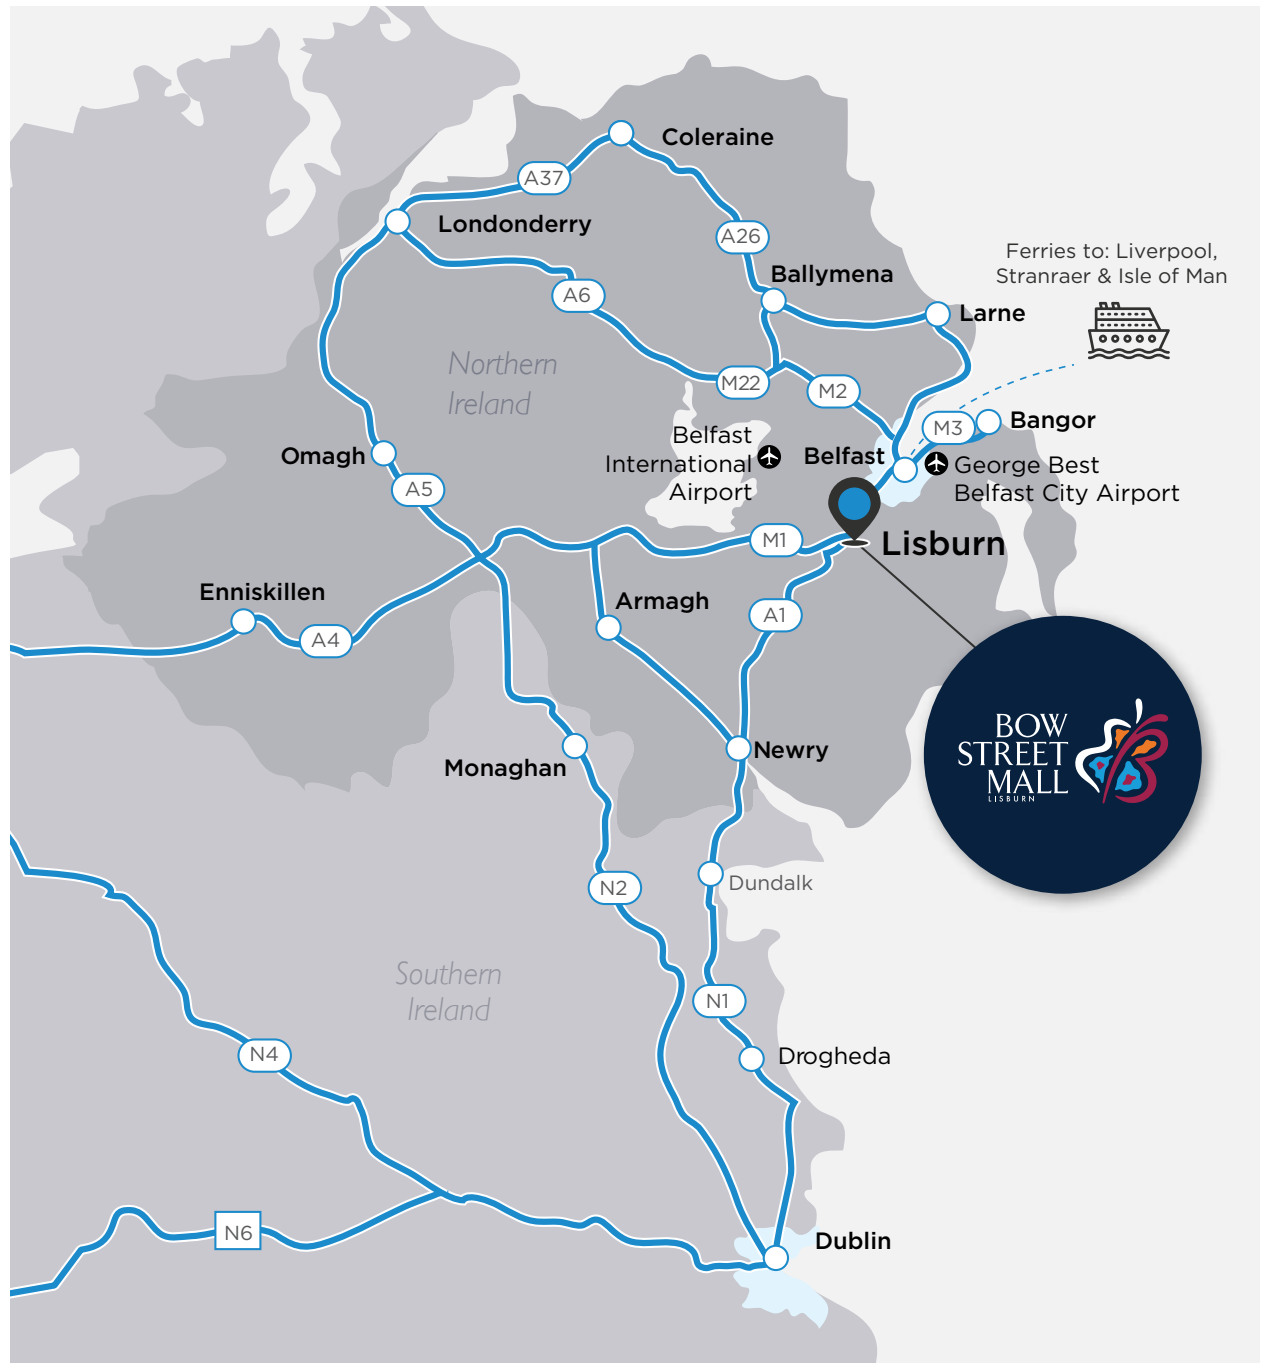 Coleraine
A37
Londonderry
A26
Ferries to: Liverpool,
Stranraer & Isle of Man
Ballymena
A6
Larne
Northern
Ireland
M22
M2
Bangor
M3
Belfast
International
Airport
Belfast
George Best
Belfast City Airport
Omagh
A5
M1
Lisburn
Enniskillen
Armagh
A1
A4
BOW
STREET
MALL
LISBURN
Newry
Monaghan
Dundalk
N2
Southern
Ireland
N1
N4
Drogheda
N6
Dublin